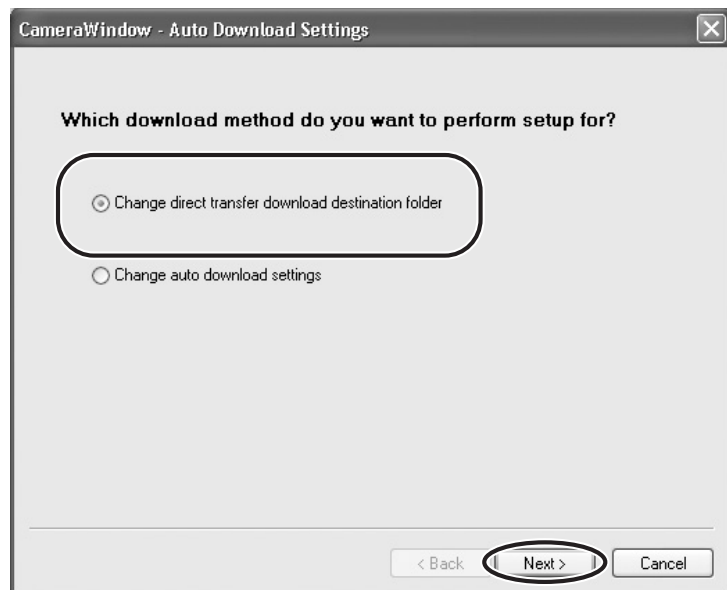 CameraWindow - Auto Download Settings
Which download method do you want to perform setup for?
Change direct transfer download destination folder
Change auto download settings
< Back Next > Cancel